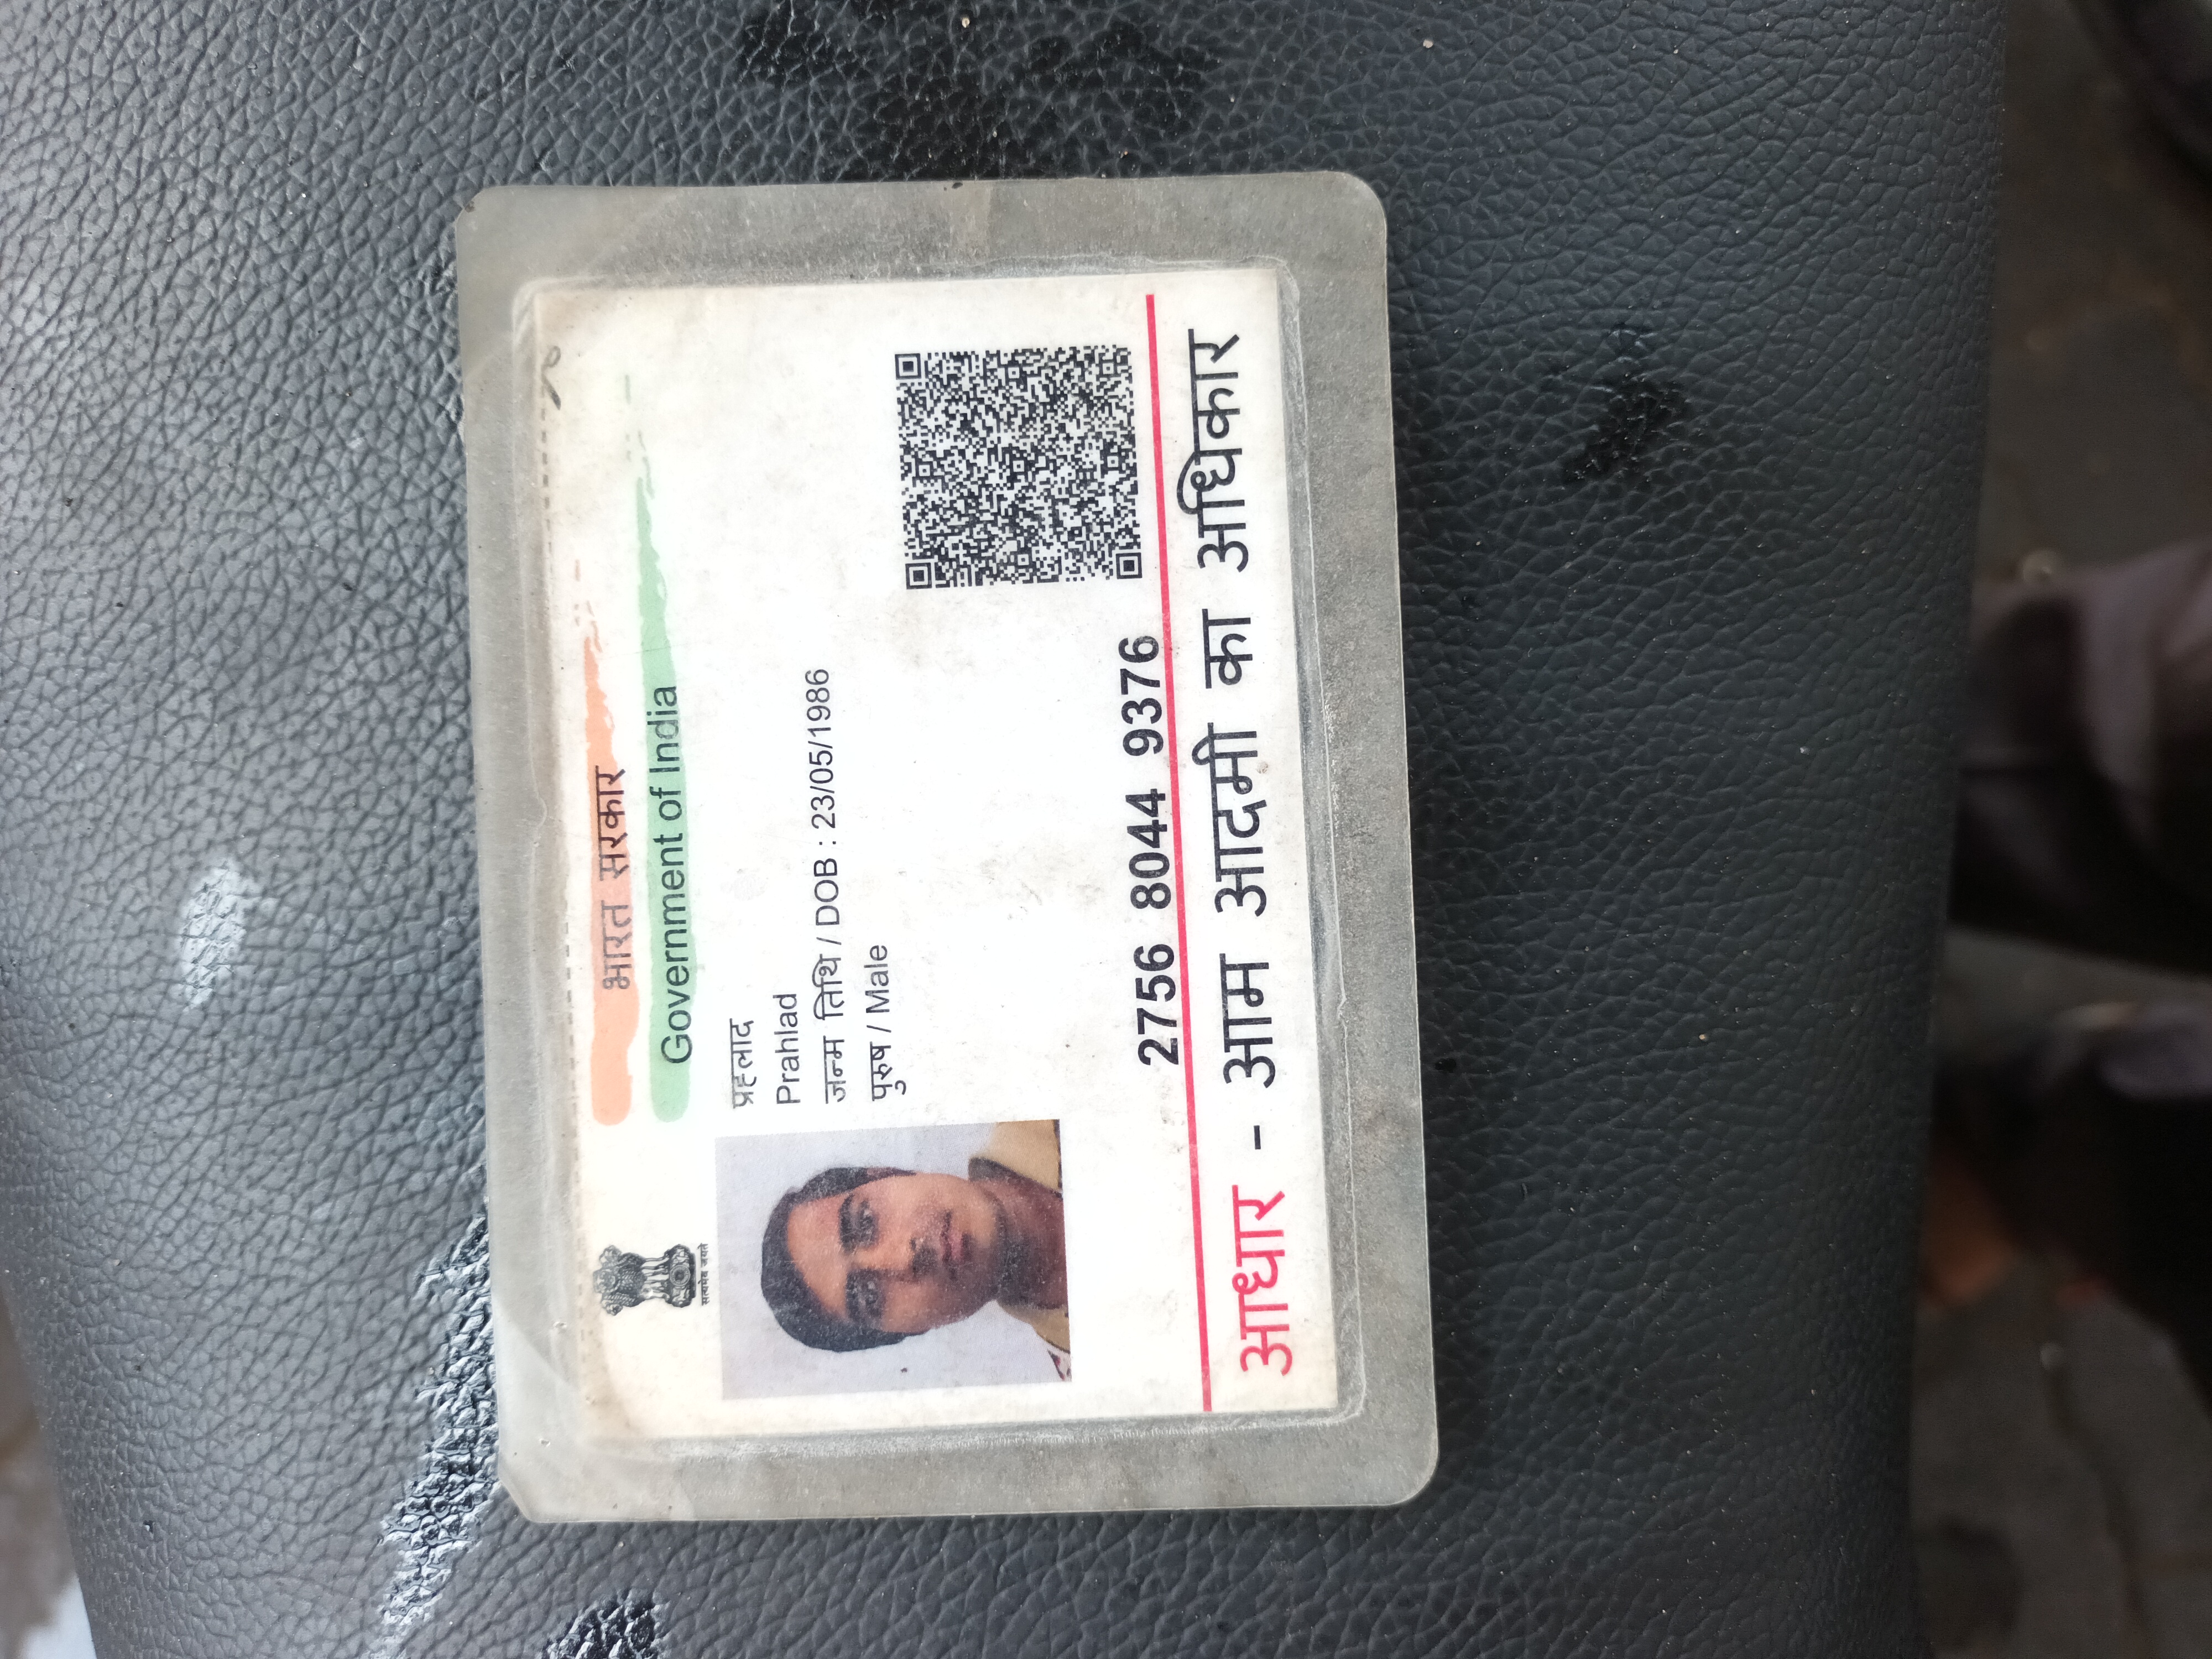 भारत सरकार
Government of India
सत्यमेव जयते
प्रहलाद
Prahlad
जन्म तिथि / DOB : 23/05/1986
पुरुष / Male
2756 8044 9376
आधार - आम आदमी का अधिकार